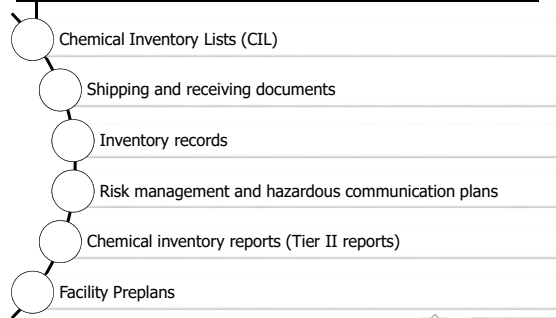 Chemical Inventory Lists (CIL)
Shipping and receiving documents
Inventory records
Risk management and hazardous communication plans
Chemical inventory reports (Tier II reports)
Facility Preplans